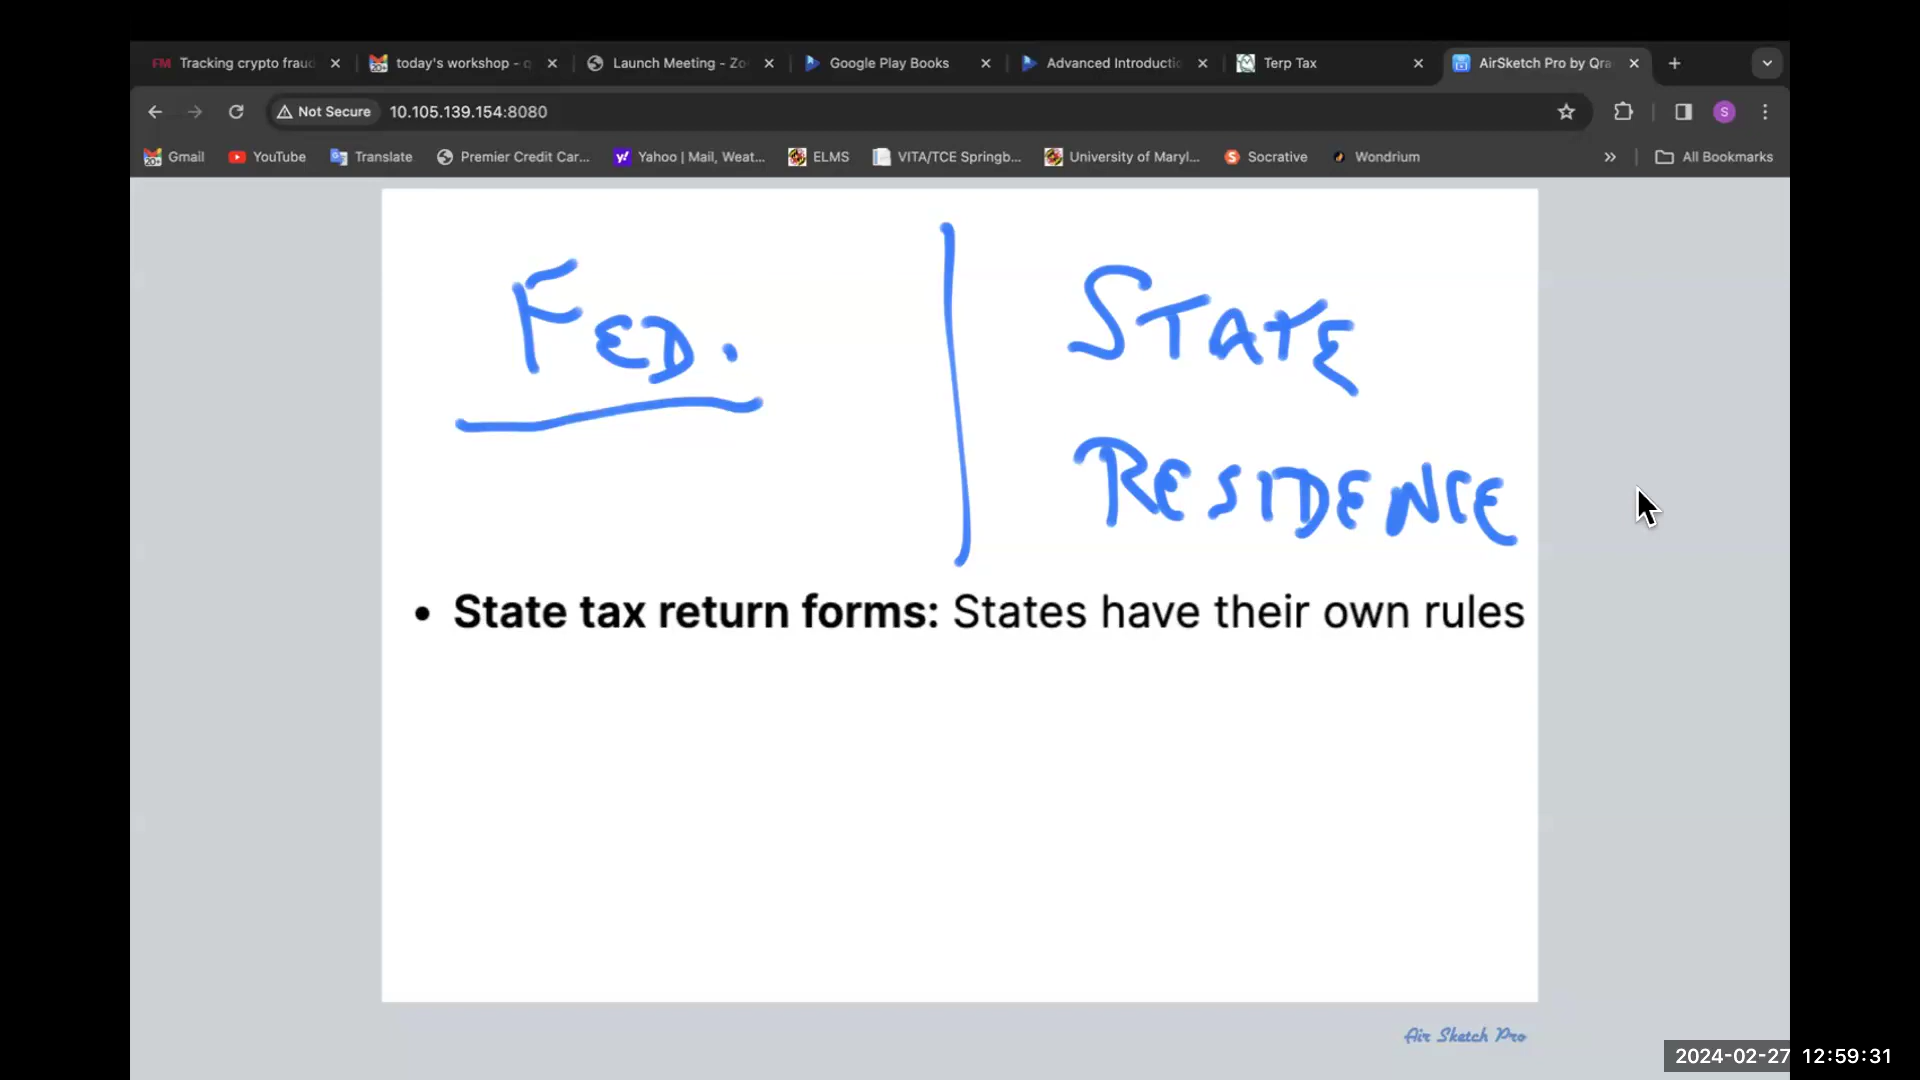 FM Tracking crypto fraud
today's workshop - q
Launch Meeting - Zo
Google Play Books
Advanced Introductio
Terp Tax
AirSketch Pro by Qra
Not Secure
10.105.139.154:8080
S
Gmail
YouTube
Translate
Premier Credit Car...
Yahoo | Mail, Weat...
ELMS
VITA/TCE Springb...
University of Maryl...
Socrative
Wondrium
All Bookmarks
FED.
STATE
RESIDENCE
• State tax return forms: States have their own rules
Air Sketch Pro
2024-02-27 12:59:31